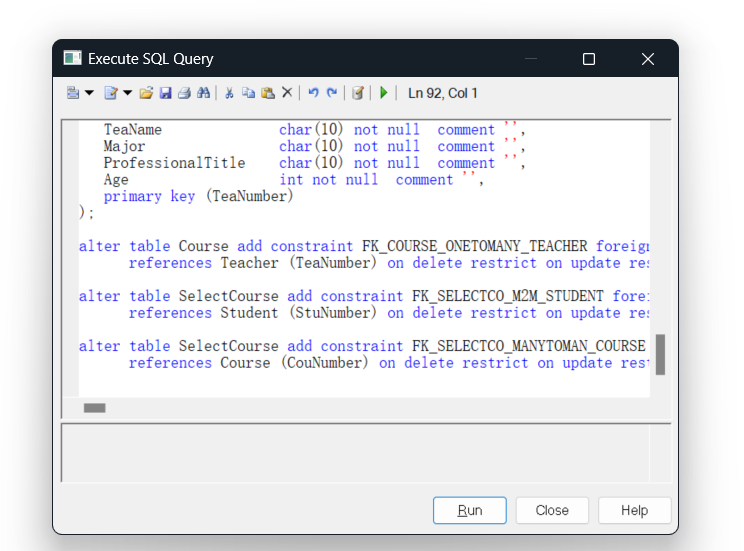 Execute SQL Query
Ln 92, Col 1
TeaName char(10) not null comment '',
Major char(10) not null comment '',
ProfessionalTitle char(10) not null comment '',
Age int not null comment '',
primary key (TeaNumber)
);
alter table Course add constraint FK_COURSE_ONETOMANY_TEACHER foreign
references Teacher (TeaNumber) on delete restrict on update res
alter table SelectCourse add constraint FK_SELECTCO_M2M_STUDENT forei
references Student (StuNumber) on delete restrict on update res
alter table SelectCourse add constraint FK_SELECTCO_MANYTOMAN_COURSE
references Course (CouNumber) on delete restrict on update rest
Run Close Help